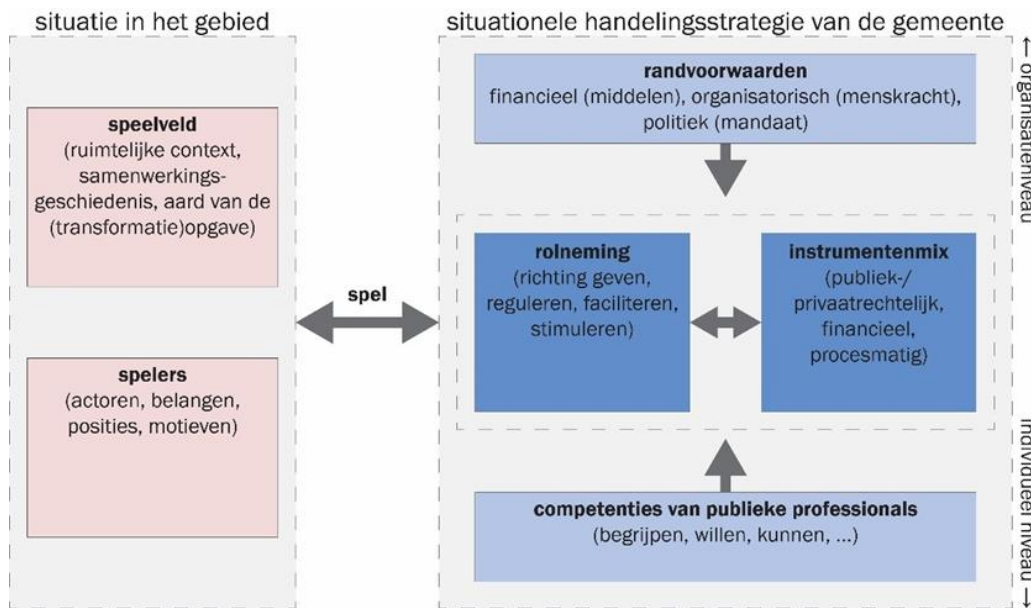 situatie in het gebied
speelveld
(ruimtelijke context,
samenwerkings-
geschiedenis, aard van de
(transformatie)opgave)
spelers
(actoren, belangen,
posities, motieven)
spel
situationele handelingsstrategie van de gemeente
randvoorwaarden
financieel (middelen), organisatorisch (menskracht),
politiek (mandaat)
rolneming
(richting geven,
reguleren, faciliteren,
stimuleren)
instrumentenmix
(publiek-/
privaatrechtelijk,
financieel,
procesmatig)
competenties van publieke professionals
(begrijpen, willen, kunnen, ...)
← organisatieniveau
individueel niveau →